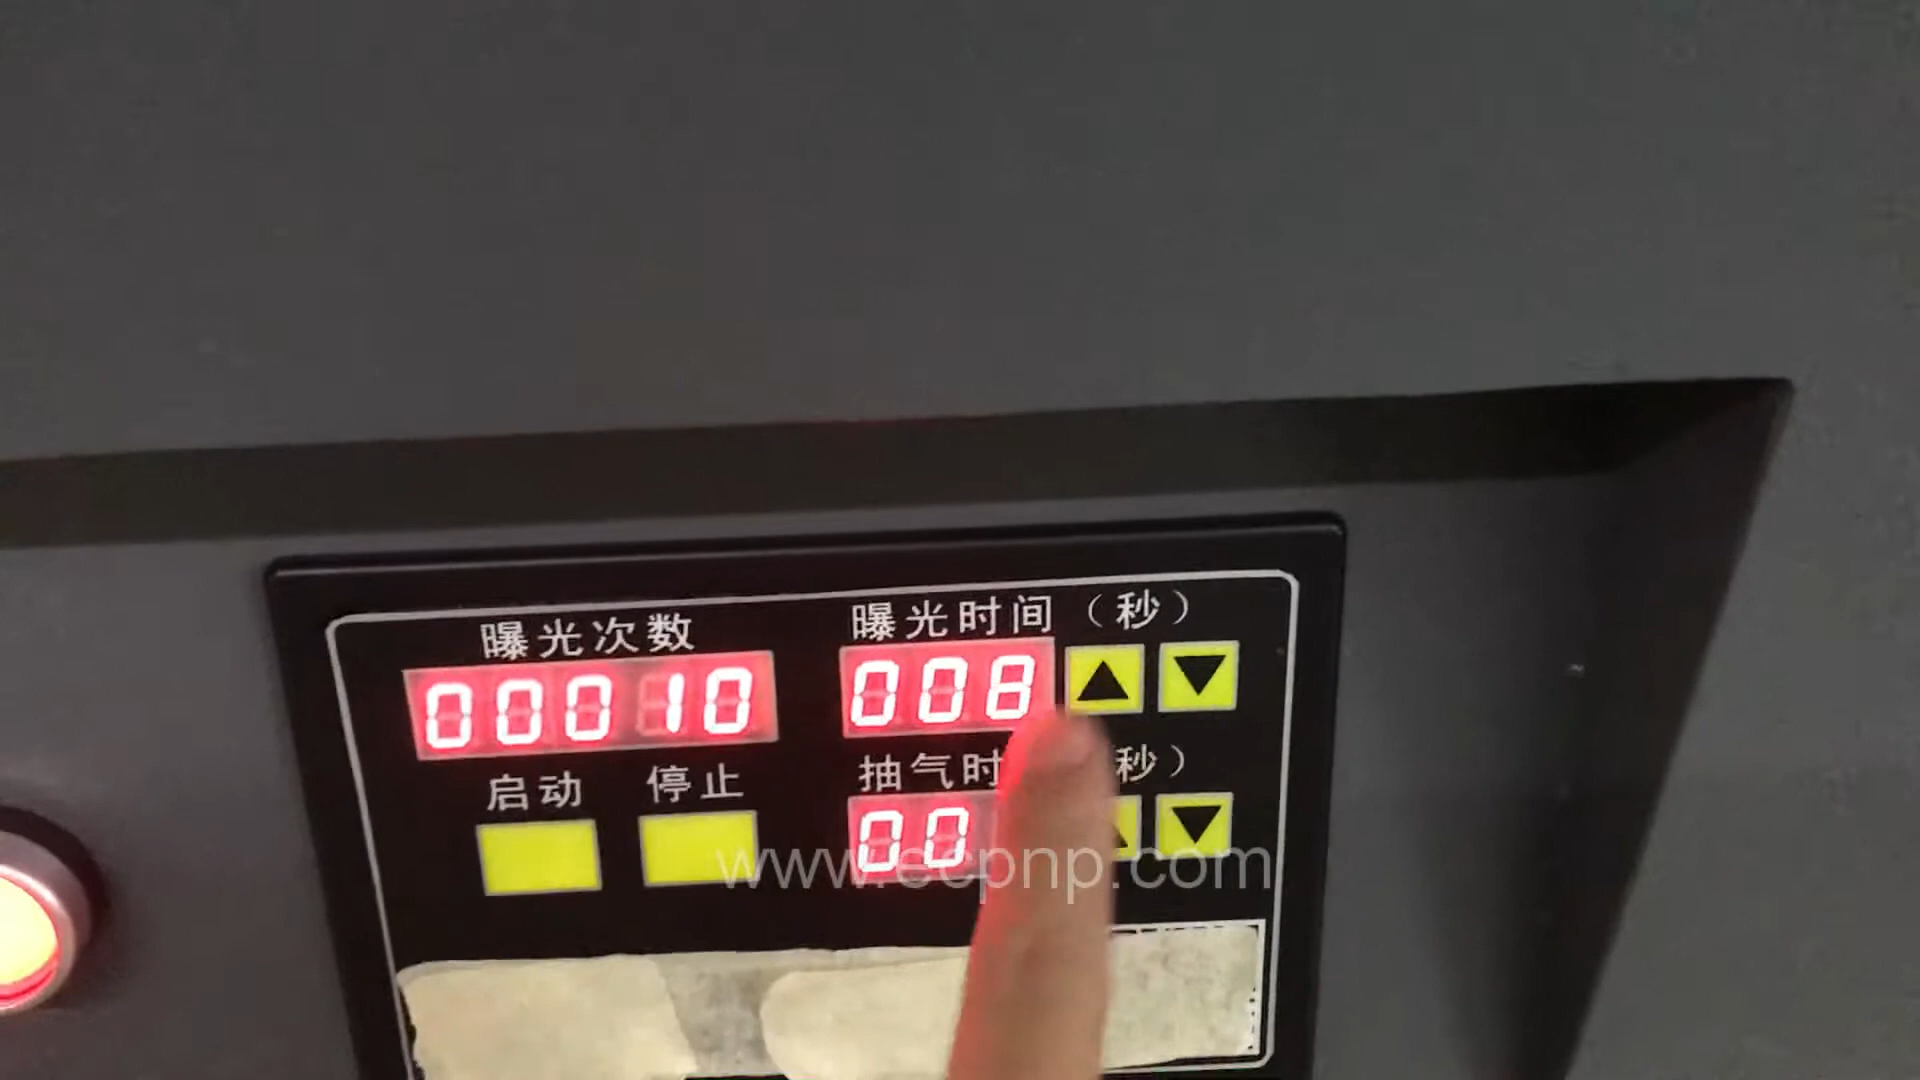 曝光次数
曝光时间（秒）
00010
008
启动
停止
抽气时
秒）
00
www.ecpnp.com